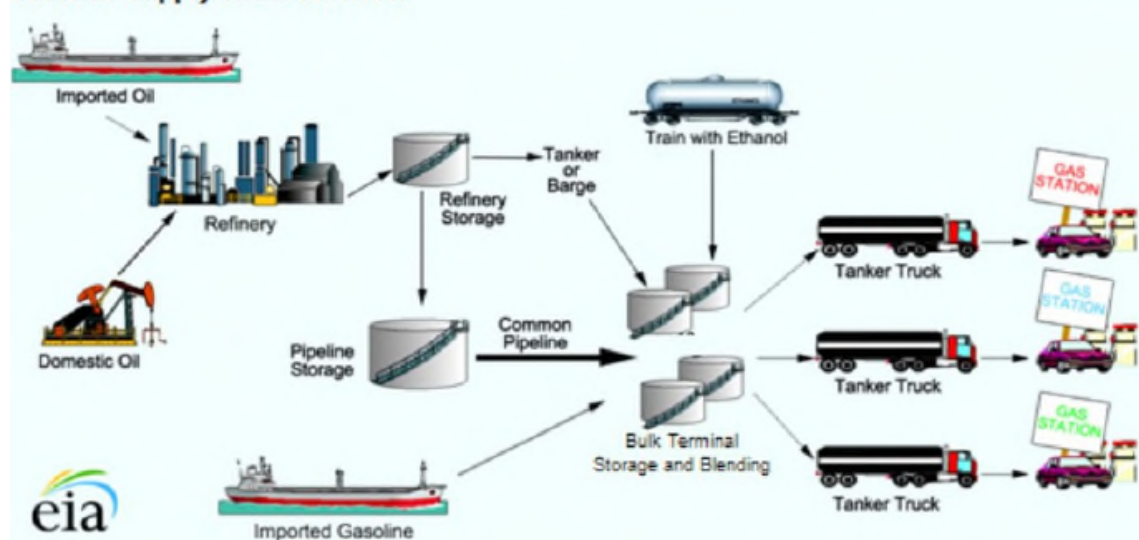 Imported Oil
ETHANOL
Train with Ethanol
Tanker
or
Barge
Refinery
Storage
Refinery
GAS
STATION
Tanker Truck
Domestic Oil
Pipeline
Storage
Common
Pipeline
GAS
STATION
Tanker Truck
Bulk Terminal
Storage and Blending
GAS
STATION
Tanker Truck
eia
Imported Gasoline